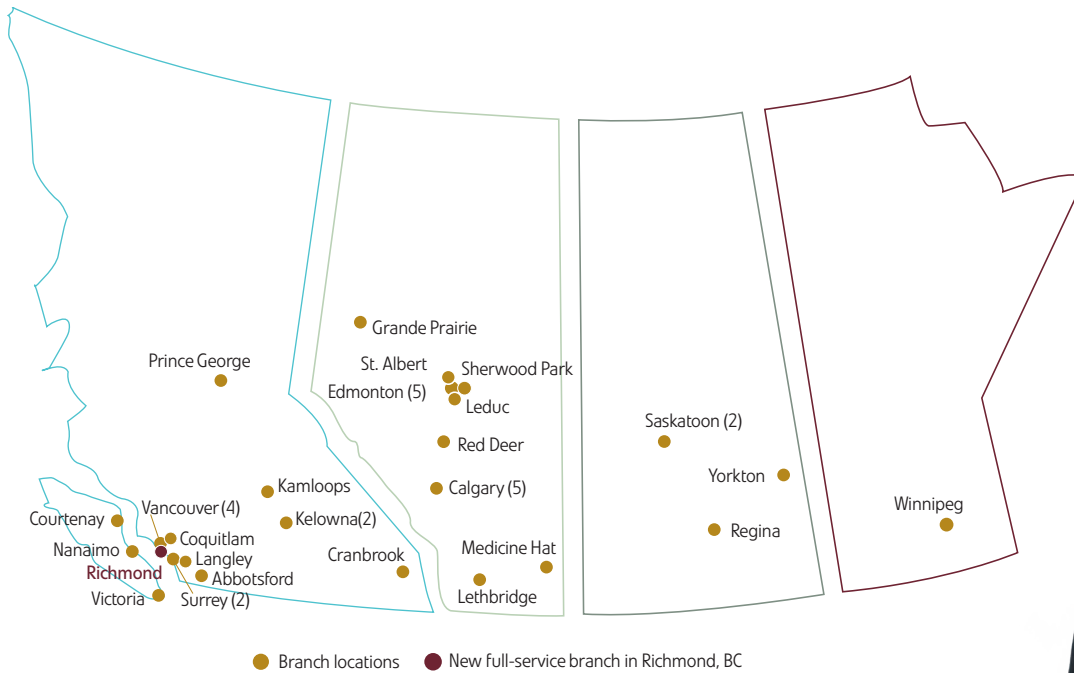 Grande Prairie
Prince George
St. Albert
Sherwood Park
Edmonton (5)
Leduc
Red Deer
Saskatoon (2)
Yorkton
Kamloops
Calgary (5)
Winnipeg
Vancouver (4)
Courtenay
Kelowna(2)
Regina
Coquitlam
Nanaimo
Langley
Cranbrook
Medicine Hat
Richmond
Abbotsford
Victoria
Surrey (2)
Lethbridge
Branch locations
New full-service branch in Richmond, BC